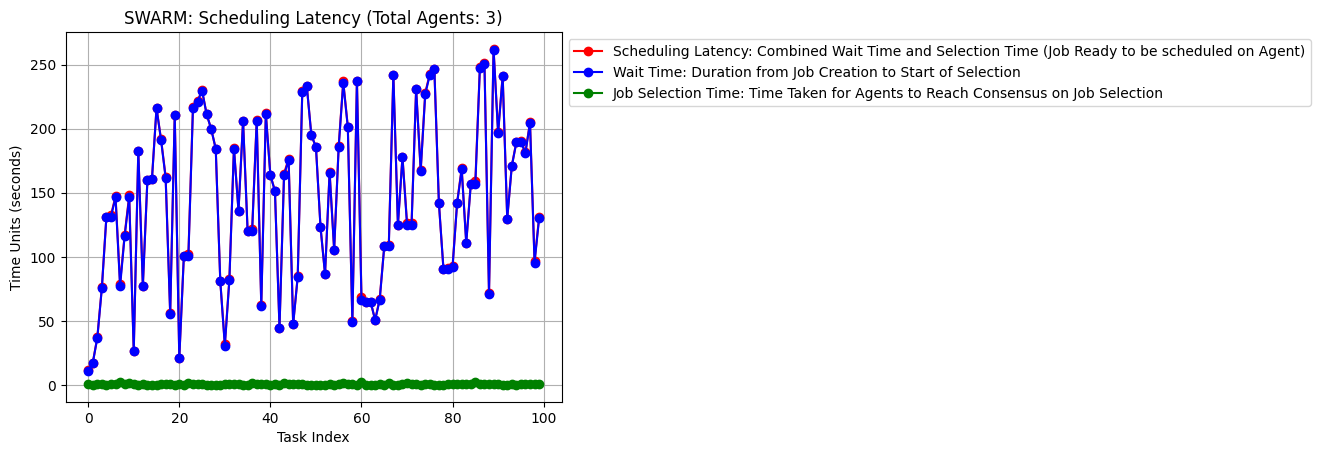 SWARM: Scheduling Latency (Total Agents: 3)
Scheduling Latency: Combined Wait Time and Selection Time (Job Ready to be scheduled on Agent)
Wait Time: Duration from Job Creation to Start of Selection
Job Selection Time: Time Taken for Agents to Reach Consensus on Job Selection
Time Units (seconds)
250
200
150
100
50
0
0 20 40 60 80 100
Task Index